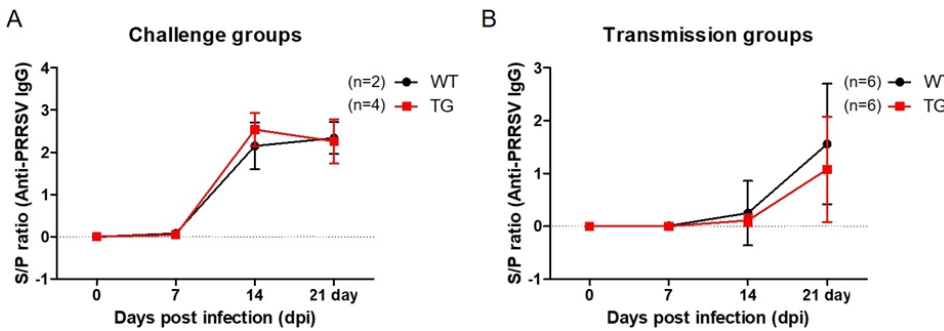 A
Challenge groups
S/P ratio (Anti-PRRSV IgG)
4
3
2
1
0
-1
(n=2) WT
(n=4) TG
0 7 14 21 day
Days post infection (dpi)
B
Transmission groups
S/P ratio (Anti-PRRSV IgG)
3
2
1
0
-1
(n=6) WT
(n=6) TG
0 7 14 21 day
Days post infection (dpi)